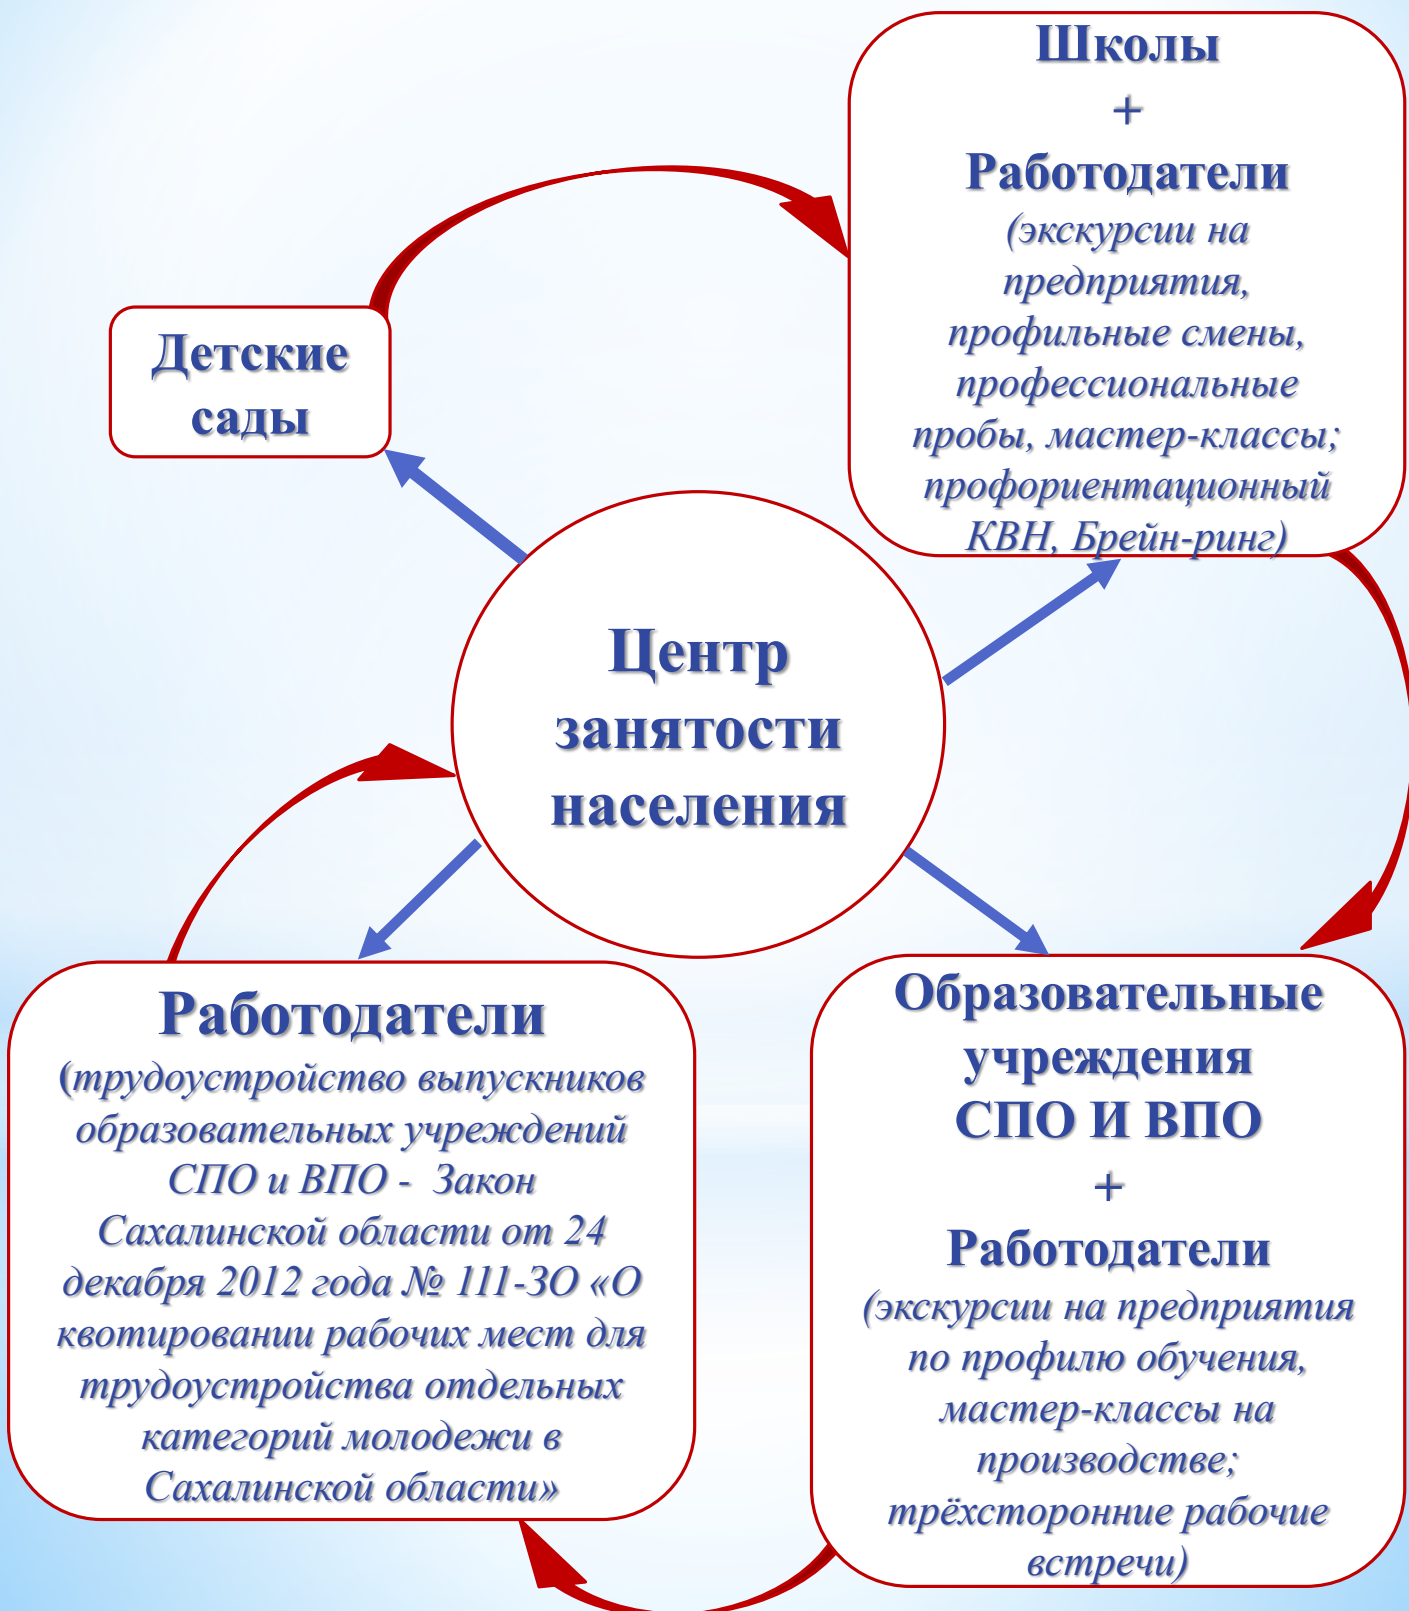 Школы
+
Работодатели
(экскурсии на
предприятия,
профильные смены,
профессиональные
пробы, мастер-классы;
профориентационный
КВН, Брейн-ринг)
Детские
сады
Центр
занятости
населения
Работодатели
(трудоустройство выпускников
образовательных учреждений
СПО и ВПО - Закон
Сахалинской области от 24
декабря 2012 года № 111-ЗО «О
квотировании рабочих мест для
трудоустройства отдельных
категорий молодежи в
Сахалинской области»
Образовательные
учреждения
СПО И ВПО
+
Работодатели
(экскурсии на предприятия
по профилю обучения,
мастер-классы на
производстве;
трёхсторонние рабочие
встречи)